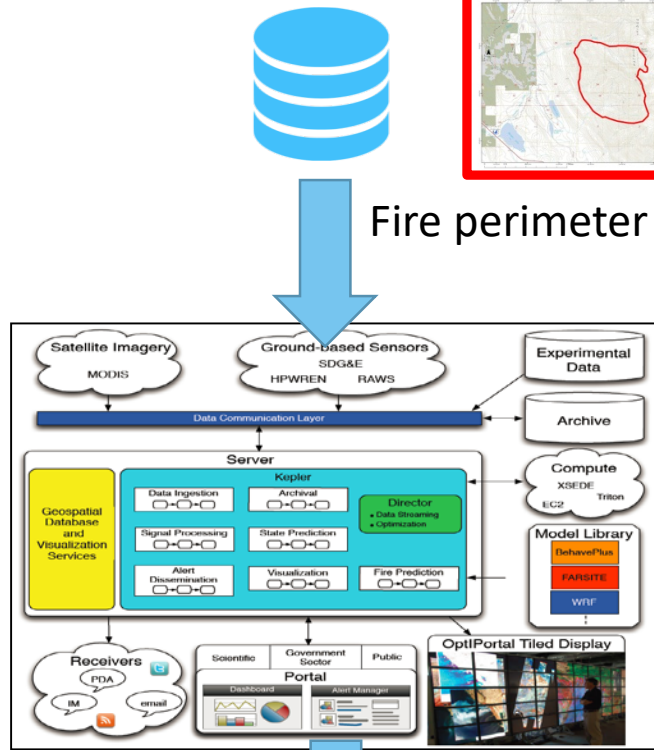 Fire perimeter
Satellite Imagery
MODIS
Ground-based Sensors
SDG&E
HPWREN RAWS
Experimental
Data
Data Communication Layer
Archive
Server
Geospatial
Database
and
Visualization
Services
Kepler
Data Ingestion
Archival
Signal Processing
State Prediction
Alert
Dissemination
Visualization
Fire Prediction
Director
• Data Streaming
• Optimization
Compute
XSEDE
EC2
Triton
Model Library
BehavePlus
FARSITE
WRF
Receivers
PDA
IM
email
Scientific
Government
Sector
Public
Portal
Dashboard
Alert Manager
OptIPortal Tiled Display